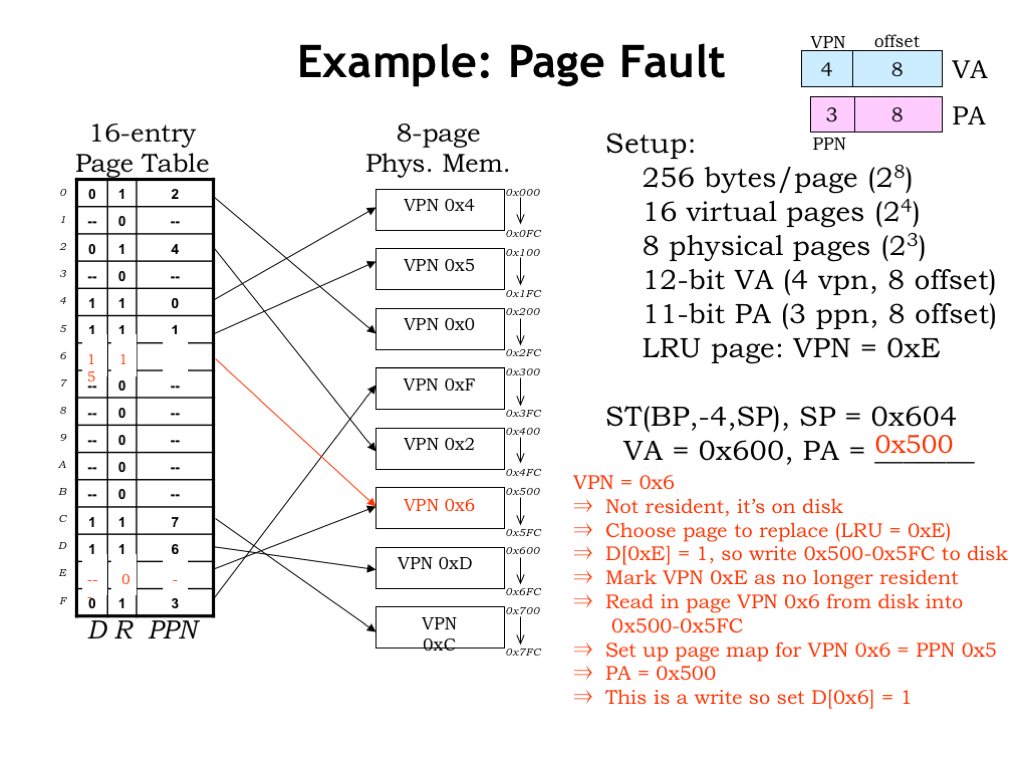 Example: Page Fault
VPN offset
4 8 VA
3 8 PA
PPN
16-entry
Page Table
0 0 1 2
1 -- 0 --
2 0 1 4
3 -- 0 --
4 1 1 0
5 1 1 1
6 1 1
5
7 -- 0 --
8 -- 0 --
9 -- 0 --
A -- 0 --
B -- 0 --
C 1 1 7
D 1 1 6
E -- 0 -
F 0 1 3
D R PPN
8-page
Phys. Mem.
VPN 0x4 0x000
0x0FC
VPN 0x5 0x100
0x1FC
VPN 0x0 0x200
0x2FC
VPN 0xF 0x300
0x3FC
VPN 0x2 0x400
0x4FC
VPN 0x6 0x500
0x5FC
VPN 0xD 0x600
0x6FC
VPN 0x700
0xC 0x7FC
Setup:
256 bytes/page (2⁸)
16 virtual pages (2⁴)
8 physical pages (2³)
12-bit VA (4 vpn, 8 offset)
11-bit PA (3 ppn, 8 offset)
LRU page: VPN = 0xE
ST(BP,-4,SP), SP = 0x604
VA = 0x600, PA = 0x500
VPN = 0x6
⇒ Not resident, it’s on disk
⇒ Choose page to replace (LRU = 0xE)
⇒ D[0xE] = 1, so write 0x500-0x5FC to disk
⇒ Mark VPN 0xE as no longer resident
⇒ Read in page VPN 0x6 from disk into
0x500-0x5FC
⇒ Set up page map for VPN 0x6 = PPN 0x5
⇒ PA = 0x500
⇒ This is a write so set D[0x6] = 1